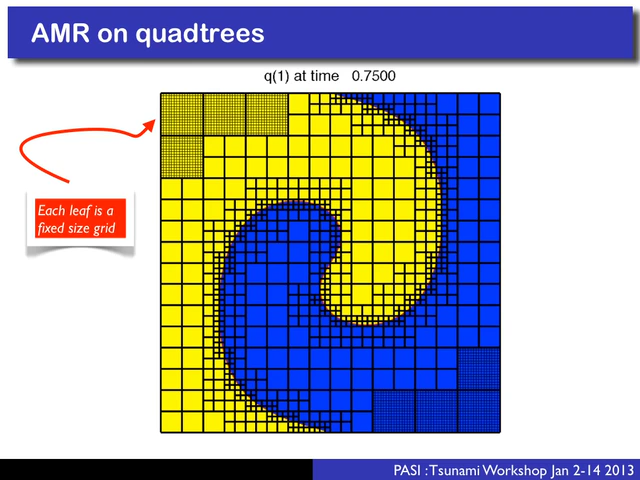 AMR on quadtrees
q(1) at time 0.7500
Each leaf is a
fixed size grid
PASI : Tsunami Workshop Jan 2-14 2013